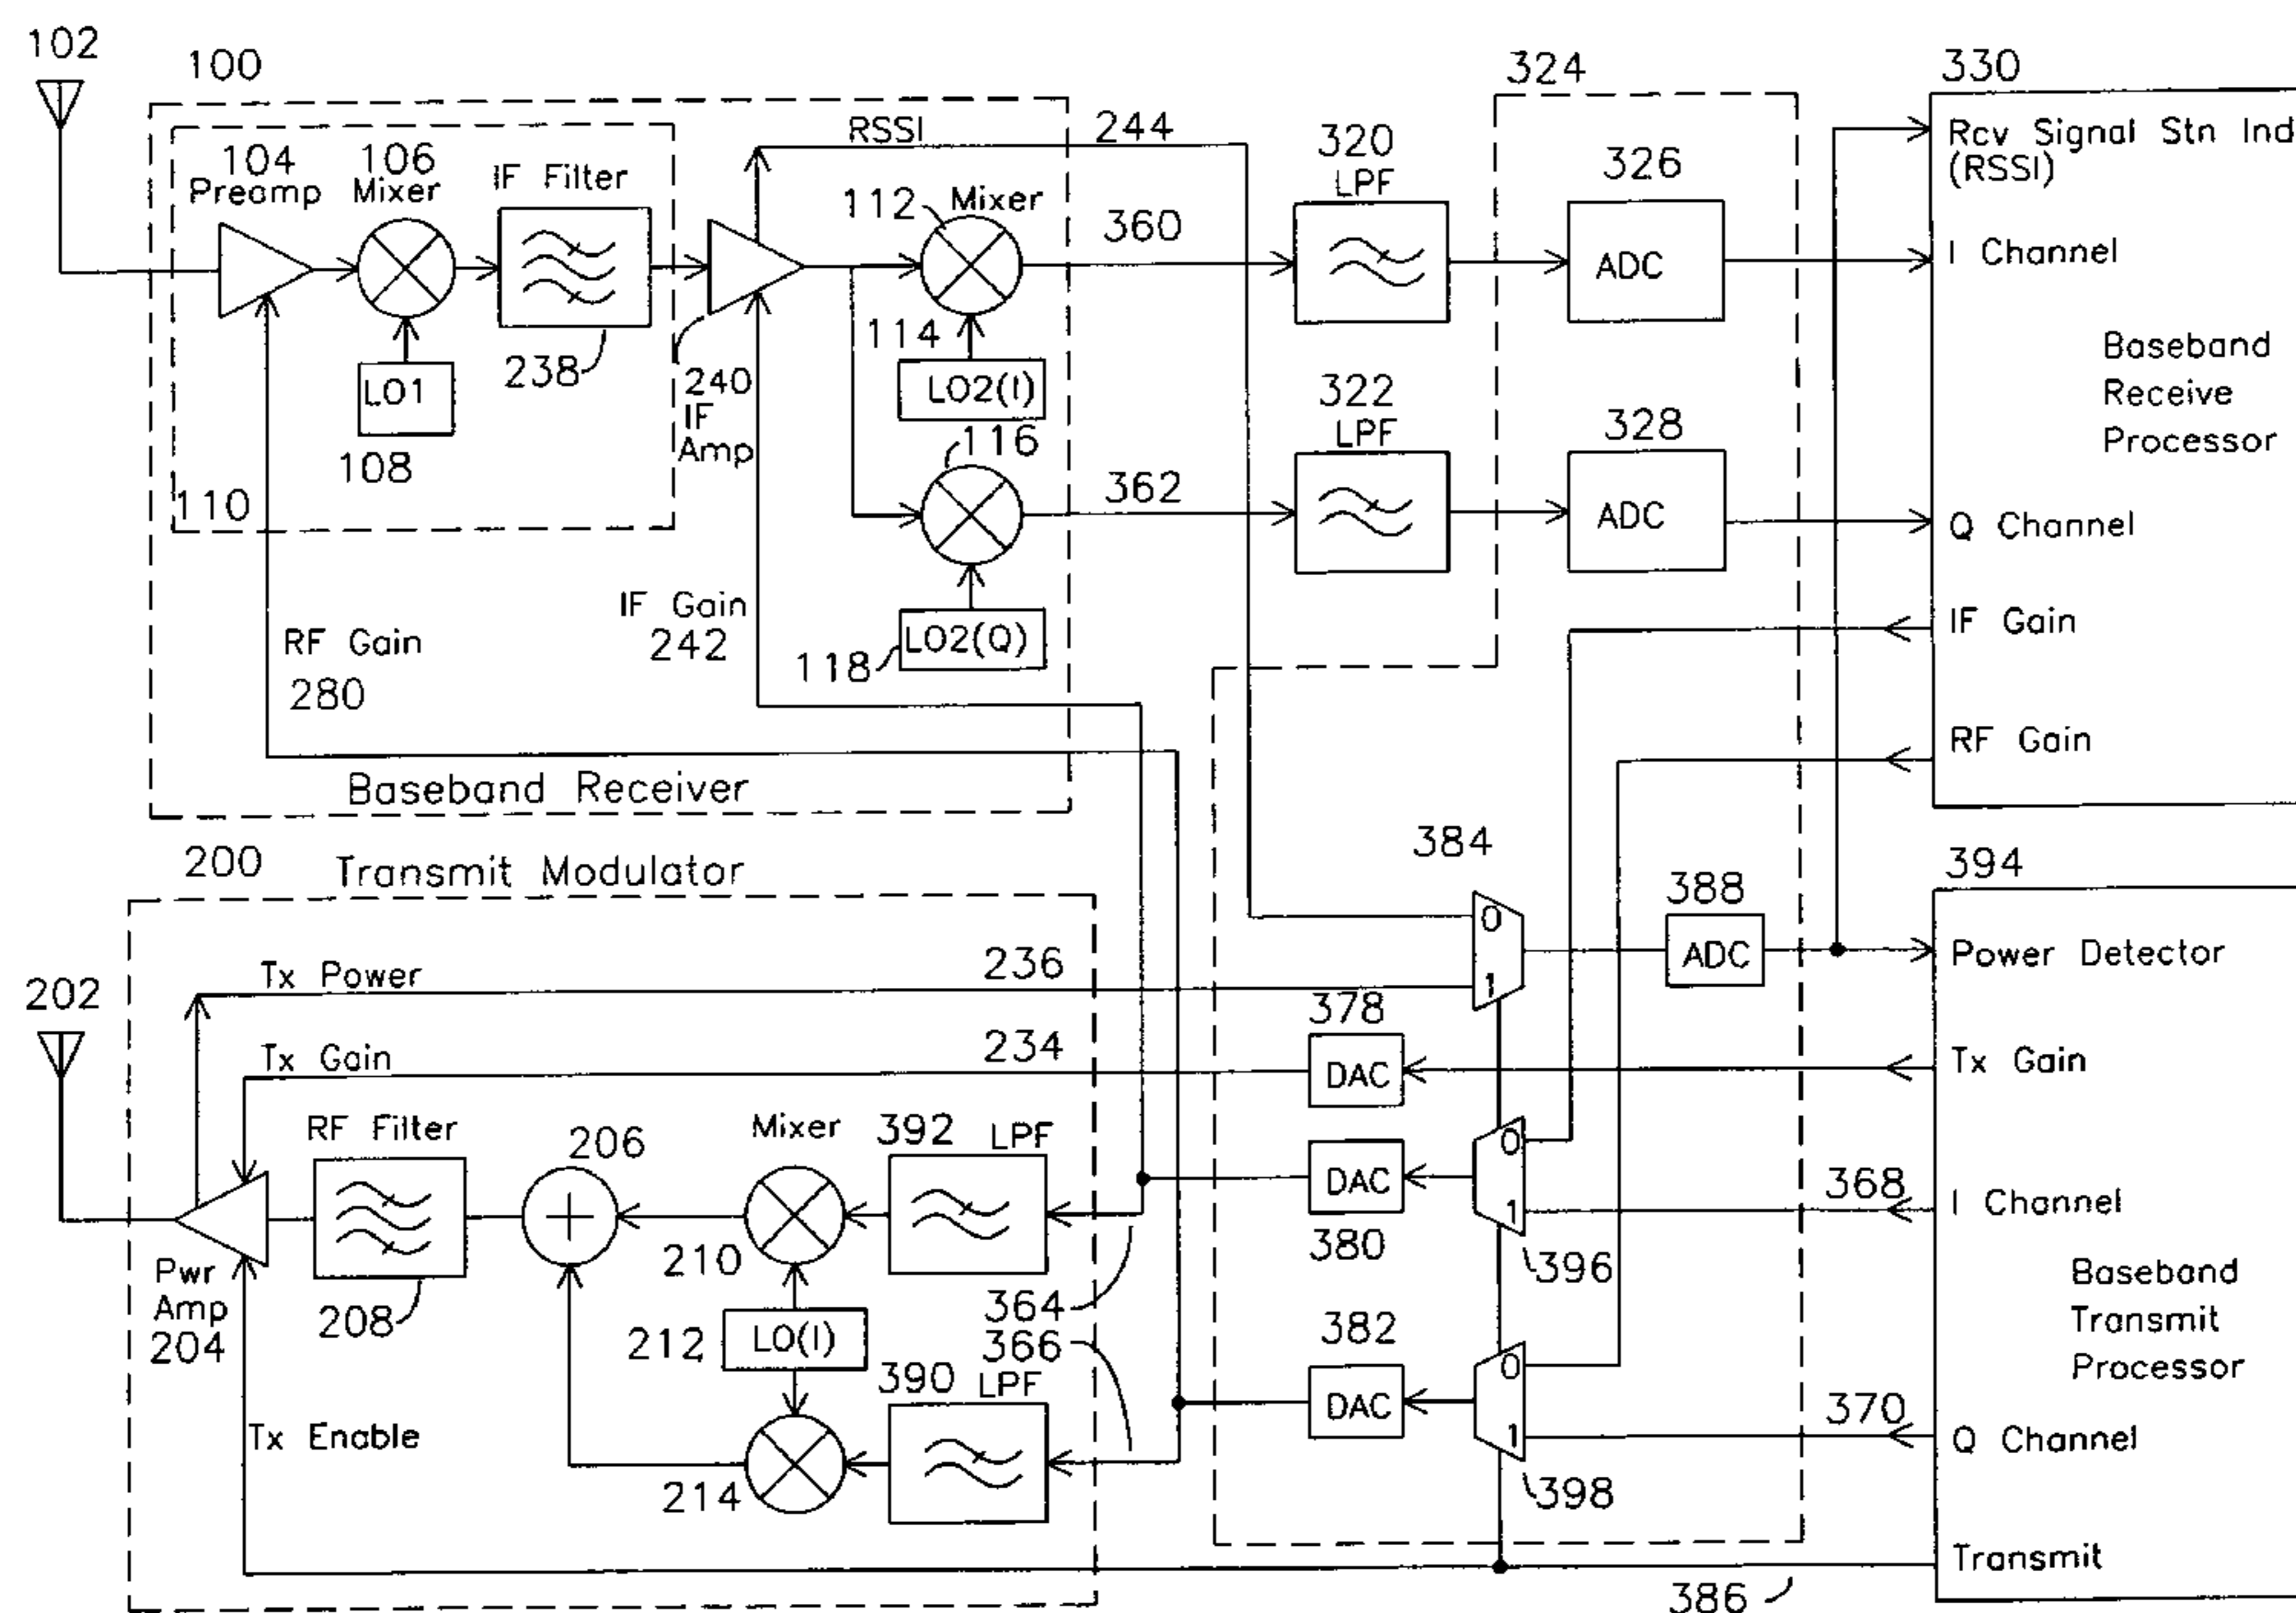 102
100
324
330
RSSI
244
Rcv Signal Stn Ind
(RSSI)
104
Preamp
106
Mixer
IF Filter
320
LPF
326
112
Mixer
360
I Channel
ADC
114
238
240
IF
Amp
LO1
LO2(I)
322
LPF
328
Baseband
Receive
Processor
108
116
110
362
ADC
Q Channel
IF Gain
242
IF Gain
RF Gain
280
118
LO2(Q)
RF Gain
Baseband Receiver
384
394
200
Transmit Modulator
388
0
1
ADC
Power Detector
Tx Power
236
202
378
Tx Gain
234
DAC
Tx Gain
RF Filter
206
Mixer
392
LPF
0
1
DAC
368
I Channel
380
396
210
Pwr
Amp
204
208
364
212
LO(I)
366
382
Baseband
Transmit
Processor
390
LPF
0
1
DAC
370
Q Channel
Tx Enable
214
398
Transmit
386